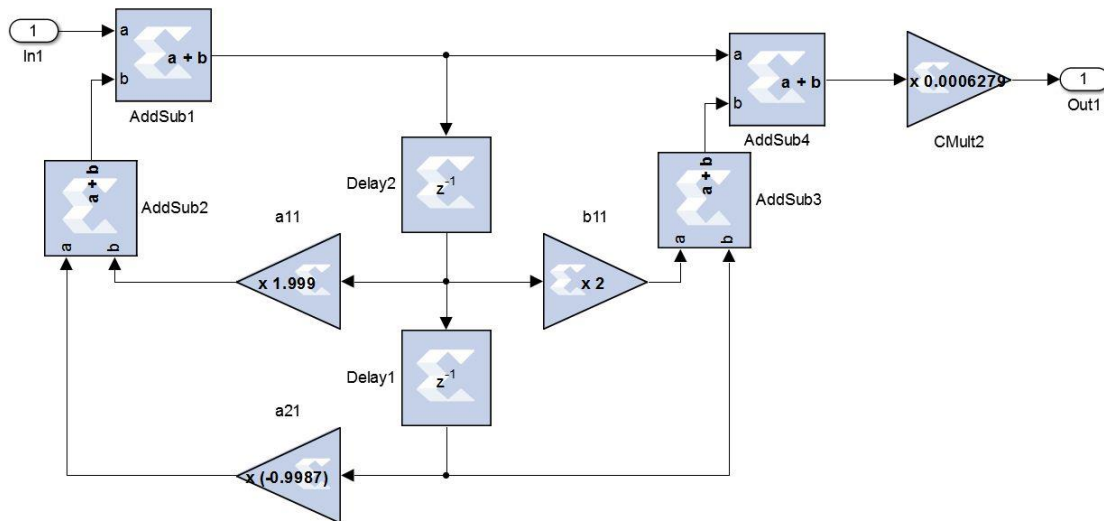 1
In1
a
b
a + b
AddSub1
a
b
a + b
AddSub4
x 0.0006279
CMult2
1
Out1
a + b
a
b
AddSub2
Delay2
z-1
a + b
a
b
AddSub3
a11
x 1.999
b11
x 2
Delay1
z-1
a21
x (-0.9987)